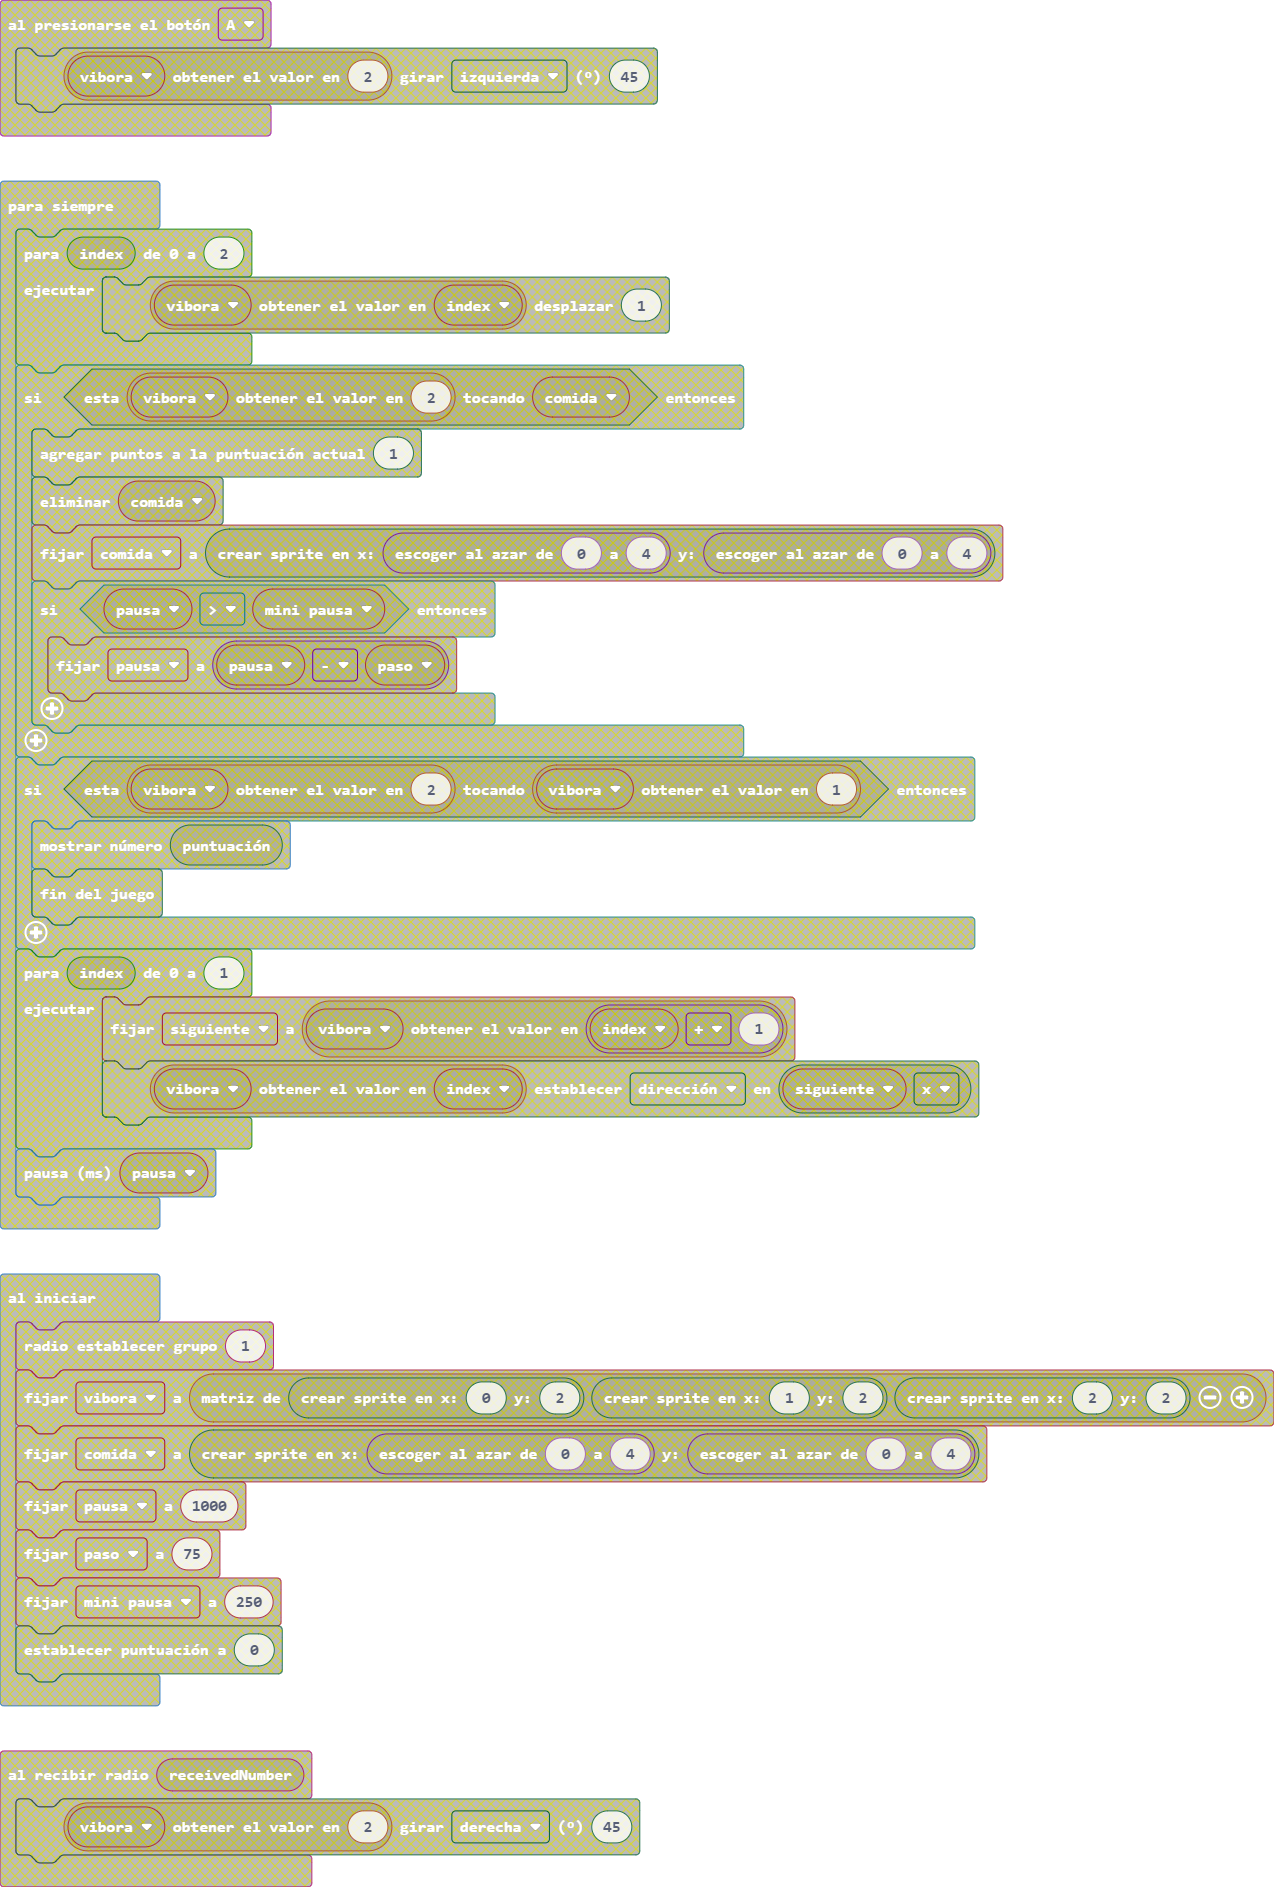 al presionarse el botón A
vibora obtener el valor en 2 girar izquierda (º) 45
para siempre
para index de 0 a 2
ejecutar
vibora obtener el valor en index desplazar 1
si esta vibora obtener el valor en 2 tocando comida entonces
agregar puntos a la puntuación actual 1
eliminar comida
fijar comida a crear sprite en x: escoger al azar de 0 a 4 y: escoger al azar de 0 a 4
si pausa > mini pausa entonces
fijar pausa a pausa - paso
si esta vibora obtener el valor en 2 tocando vibora obtener el valor en 1 entonces
mostrar número puntuación
fin del juego
para index de 0 a 1
ejecutar
fijar siguiente a vibora obtener el valor en index + 1
vibora obtener el valor en index establecer dirección en siguiente x
pausa (ms) pausa
al iniciar
radio establecer grupo 1
fijar vibora a matriz de crear sprite en x: 0 y: 2 crear sprite en x: 1 y: 2 crear sprite en x: 2 y: 2
fijar comida a crear sprite en x: escoger al azar de 0 a 4 y: escoger al azar de 0 a 4
fijar pausa a 1000
fijar paso a 75
fijar mini pausa a 250
establecer puntuación a 0
al recibir radio receivedNumber
vibora obtener el valor en 2 girar derecha (º) 45